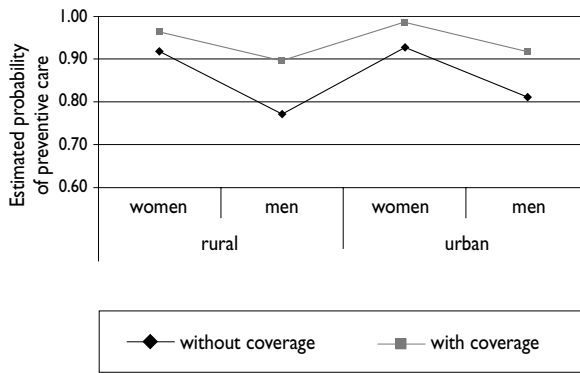 Estimated probability
of preventive care
1.00
0.90
0.80
0.70
0.60
women men women men
rural urban
without coverage with coverage